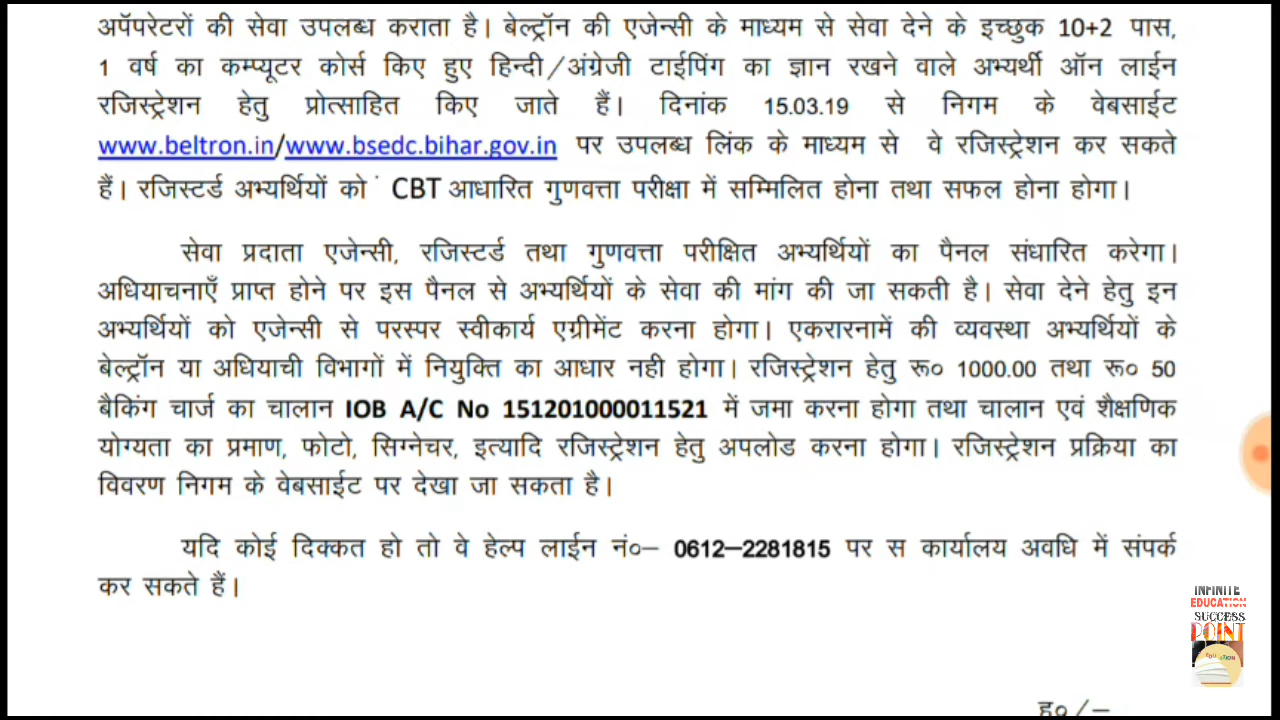 अॅपरेटरों की सेवा उपलब्ध कराता है। बेल्ट्रॉन की एजेन्सी के माध्यम से सेवा देने के इच्छुक 10+2 पास,
1 वर्ष का कम्प्यूटर कोर्स किए हुए हिन्दी/अंग्रेजी टाईपिंग का ज्ञान रखने वाले अभ्यर्थी ऑन लाईन
रजिस्ट्रेशन हेतु प्रोत्साहित किए जाते हैं। दिनांक 15.03.19 से निगम के वेबसाईट
www.beltron.in/www.bsedc.bihar.gov.in पर उपलब्ध लिंक के माध्यम से वे रजिस्ट्रेशन कर सकते
हैं। रजिस्टर्ड अभ्यर्थियों को CBT आधारित गुणवत्ता परीक्षा में सम्मिलित होना तथा सफल होना होगा।
सेवा प्रदाता एजेन्सी, रजिस्टर्ड तथा गुणवत्ता परीक्षित अभ्यर्थियों का पैनल संधारित करेगा।
अधियाचनाएँ प्राप्त होने पर इस पैनल से अभ्यर्थियों के सेवा की मांग की जा सकती है। सेवा देने हेतु इन
अभ्यर्थियों को एजेन्सी से परस्पर स्वीकार्य एग्रीमेंट करना होगा। एकरारनामें की व्यवस्था अभ्यर्थियों के
बेल्ट्रॉन या अधियाची विभागों में नियुक्ति का आधार नही होगा। रजिस्ट्रेशन हेतु रू० 1000.00 तथा रू० 50
बैकिंग चार्ज का चालान IOB A/C No 151201000011521 में जमा करना होगा तथा चालान एवं शैक्षणिक
योग्यता का प्रमाण, फोटो, सिग्नेचर, इत्यादि रजिस्ट्रेशन हेतु अपलोड करना होगा। रजिस्ट्रेशन प्रक्रिया का
विवरण निगम के वेबसाईट पर देखा जा सकता है।
यदि कोई दिक्कत हो तो वे हेल्प लाईन नं०– 0612–2281815 पर स कार्यालय अवधि में संपर्क
कर सकते हैं।
INFINITE
EDUCATION
SUCCESS
POINT
EDUCATION
ह० /–